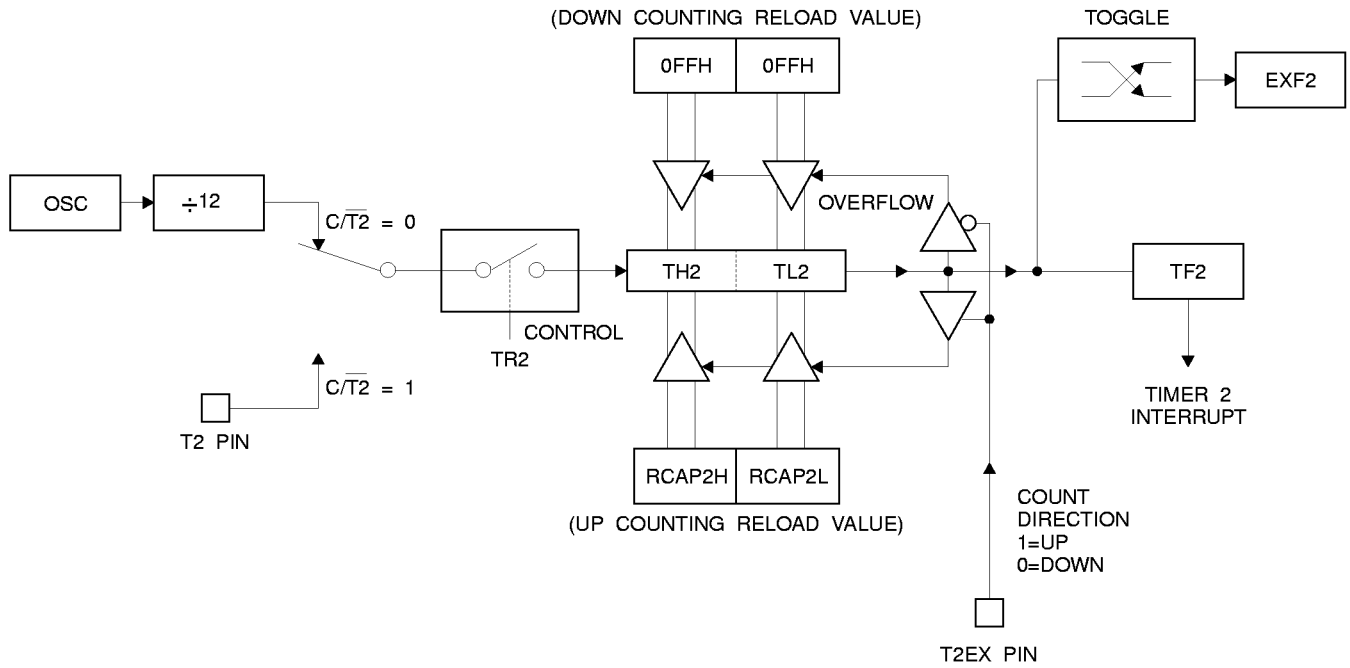 (DOWN COUNTING RELOAD VALUE)
TOGGLE
0FFH
0FFH
EXF2
OSC
÷12
C/T2̅ = 0
OVERFLOW
TH2
TL2
TF2
CONTROL
TR2
C/T2̅ = 1
T2 PIN
TIMER 2
INTERRUPT
RCAP2H
RCAP2L
(UP COUNTING RELOAD VALUE)
COUNT
DIRECTION
1=UP
0=DOWN
T2EX PIN